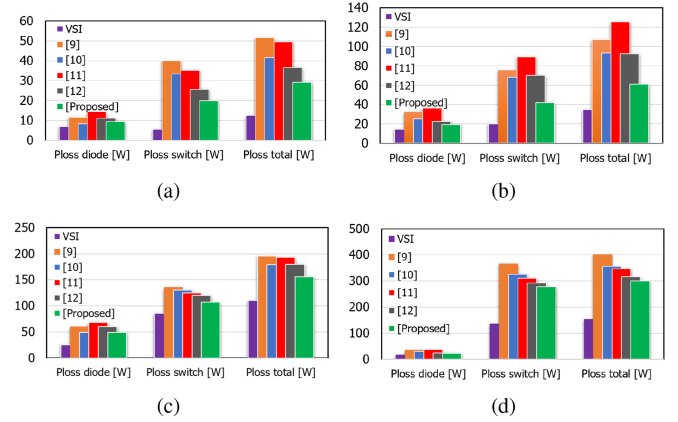 60
50
40
30
20
10
0
VSI
[9]
[10]
[11]
[12]
[Proposed]
Ploss diode [W] Ploss switch [W] Ploss total [W]
(a)
140
120
100
80
60
40
20
0
VSI
[9]
[10]
[11]
[12]
[Proposed]
Ploss diode [W] Ploss switch [W] Ploss total [W]
(b)
250
200
150
100
50
0
VSI
[9]
[10]
[11]
[12]
[Proposed]
Ploss diode [W] Ploss switch [W] Ploss total [W]
(c)
500
400
300
200
100
0
VSI
[9]
[10]
[11]
[12]
[Proposed]
Ploss diode [W] Ploss switch [W] Ploss total [W]
(d)